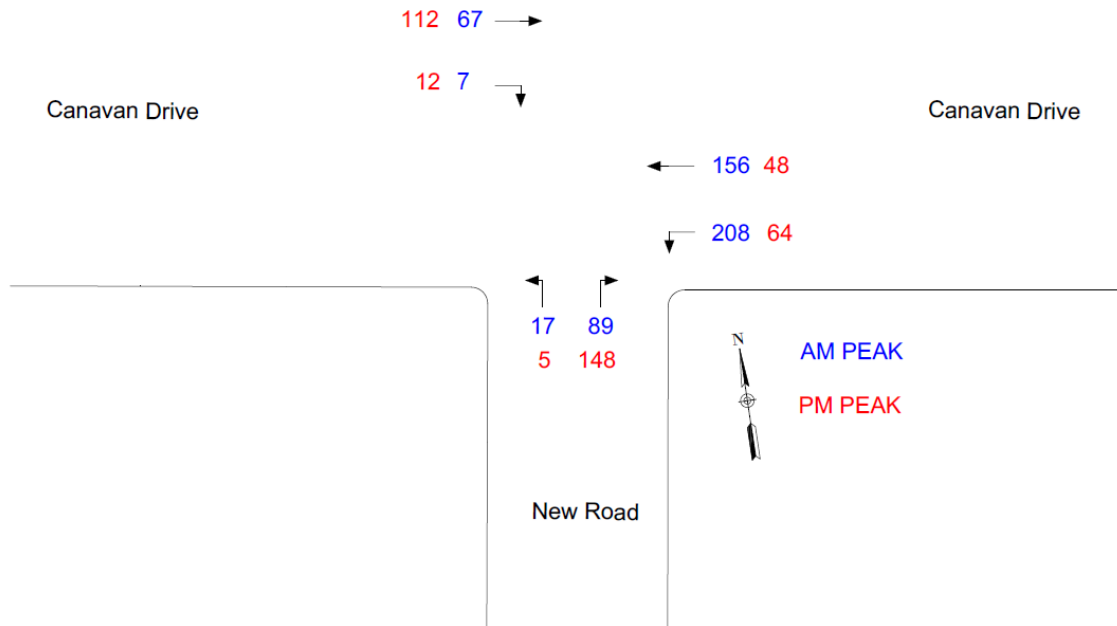 112 67
12 7
Canavan Drive
Canavan Drive
156 48
208 64
17 89
5 148
N
AM PEAK
PM PEAK
New Road